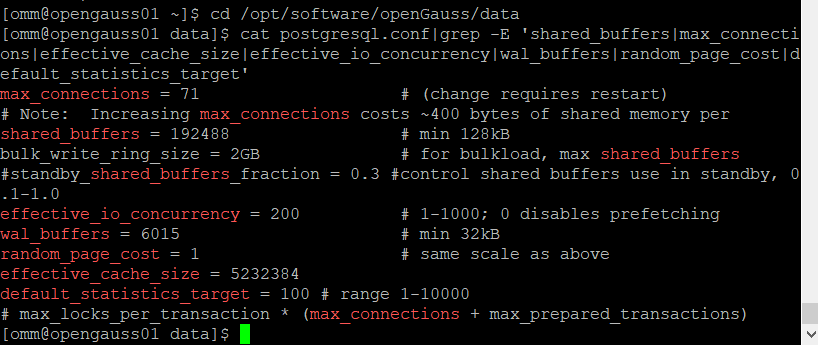 [omm@opengauss01 ~]$ cd /opt/software/openGauss/data
[omm@opengauss01 data]$ cat postgresql.conf|grep -E 'shared_buffers|max_connecti
ons|effective_cache_size|effective_io_concurrency|wal_buffers|random_page_cost|d
efault_statistics_target'
max_connections = 71                    # (change requires restart)
# Note:  Increasing max_connections costs ~400 bytes of shared memory per
shared_buffers = 192488                 # min 128kB
bulk_write_ring_size = 2GB              # for bulkload, max shared_buffers
#standby_shared_buffers_fraction = 0.3 #control shared buffers use in standby, 0
.1-1.0
effective_io_concurrency = 200          # 1-1000; 0 disables prefetching
wal_buffers = 6015                      # min 32kB
random_page_cost = 1                    # same scale as above
effective_cache_size = 5232384
default_statistics_target = 100 # range 1-10000
# max_locks_per_transaction * (max_connections + max_prepared_transactions)
[omm@opengauss01 data]$